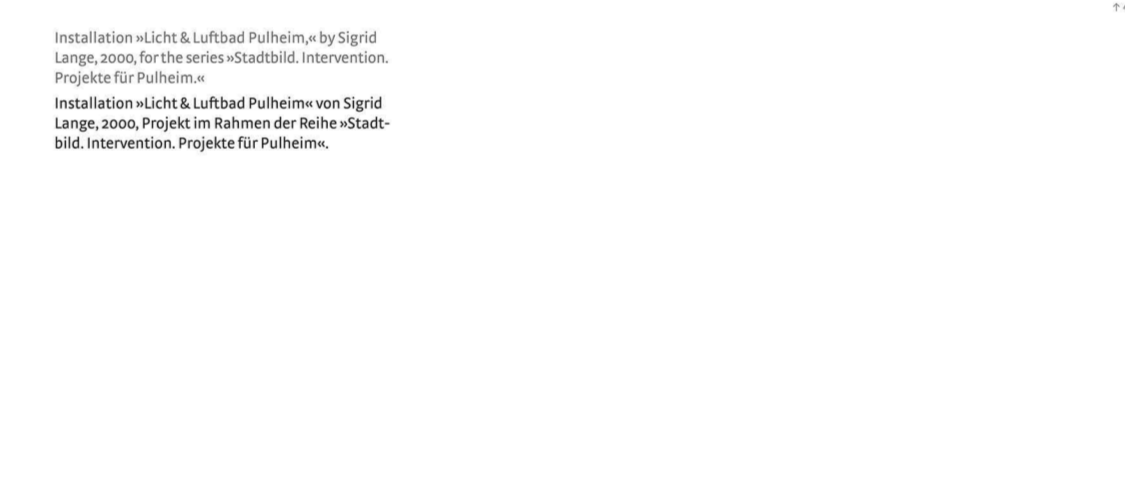 Installation »Licht & Luftbad Pulheim,« by Sigrid
Lange, 2000, for the series »Stadtbild. Intervention.
Projekte für Pulheim.«
Installation »Licht & Luftbad Pulheim« von Sigrid
Lange, 2000, Projekt im Rahmen der Reihe »Stadt-
bild. Intervention. Projekte für Pulheim«.